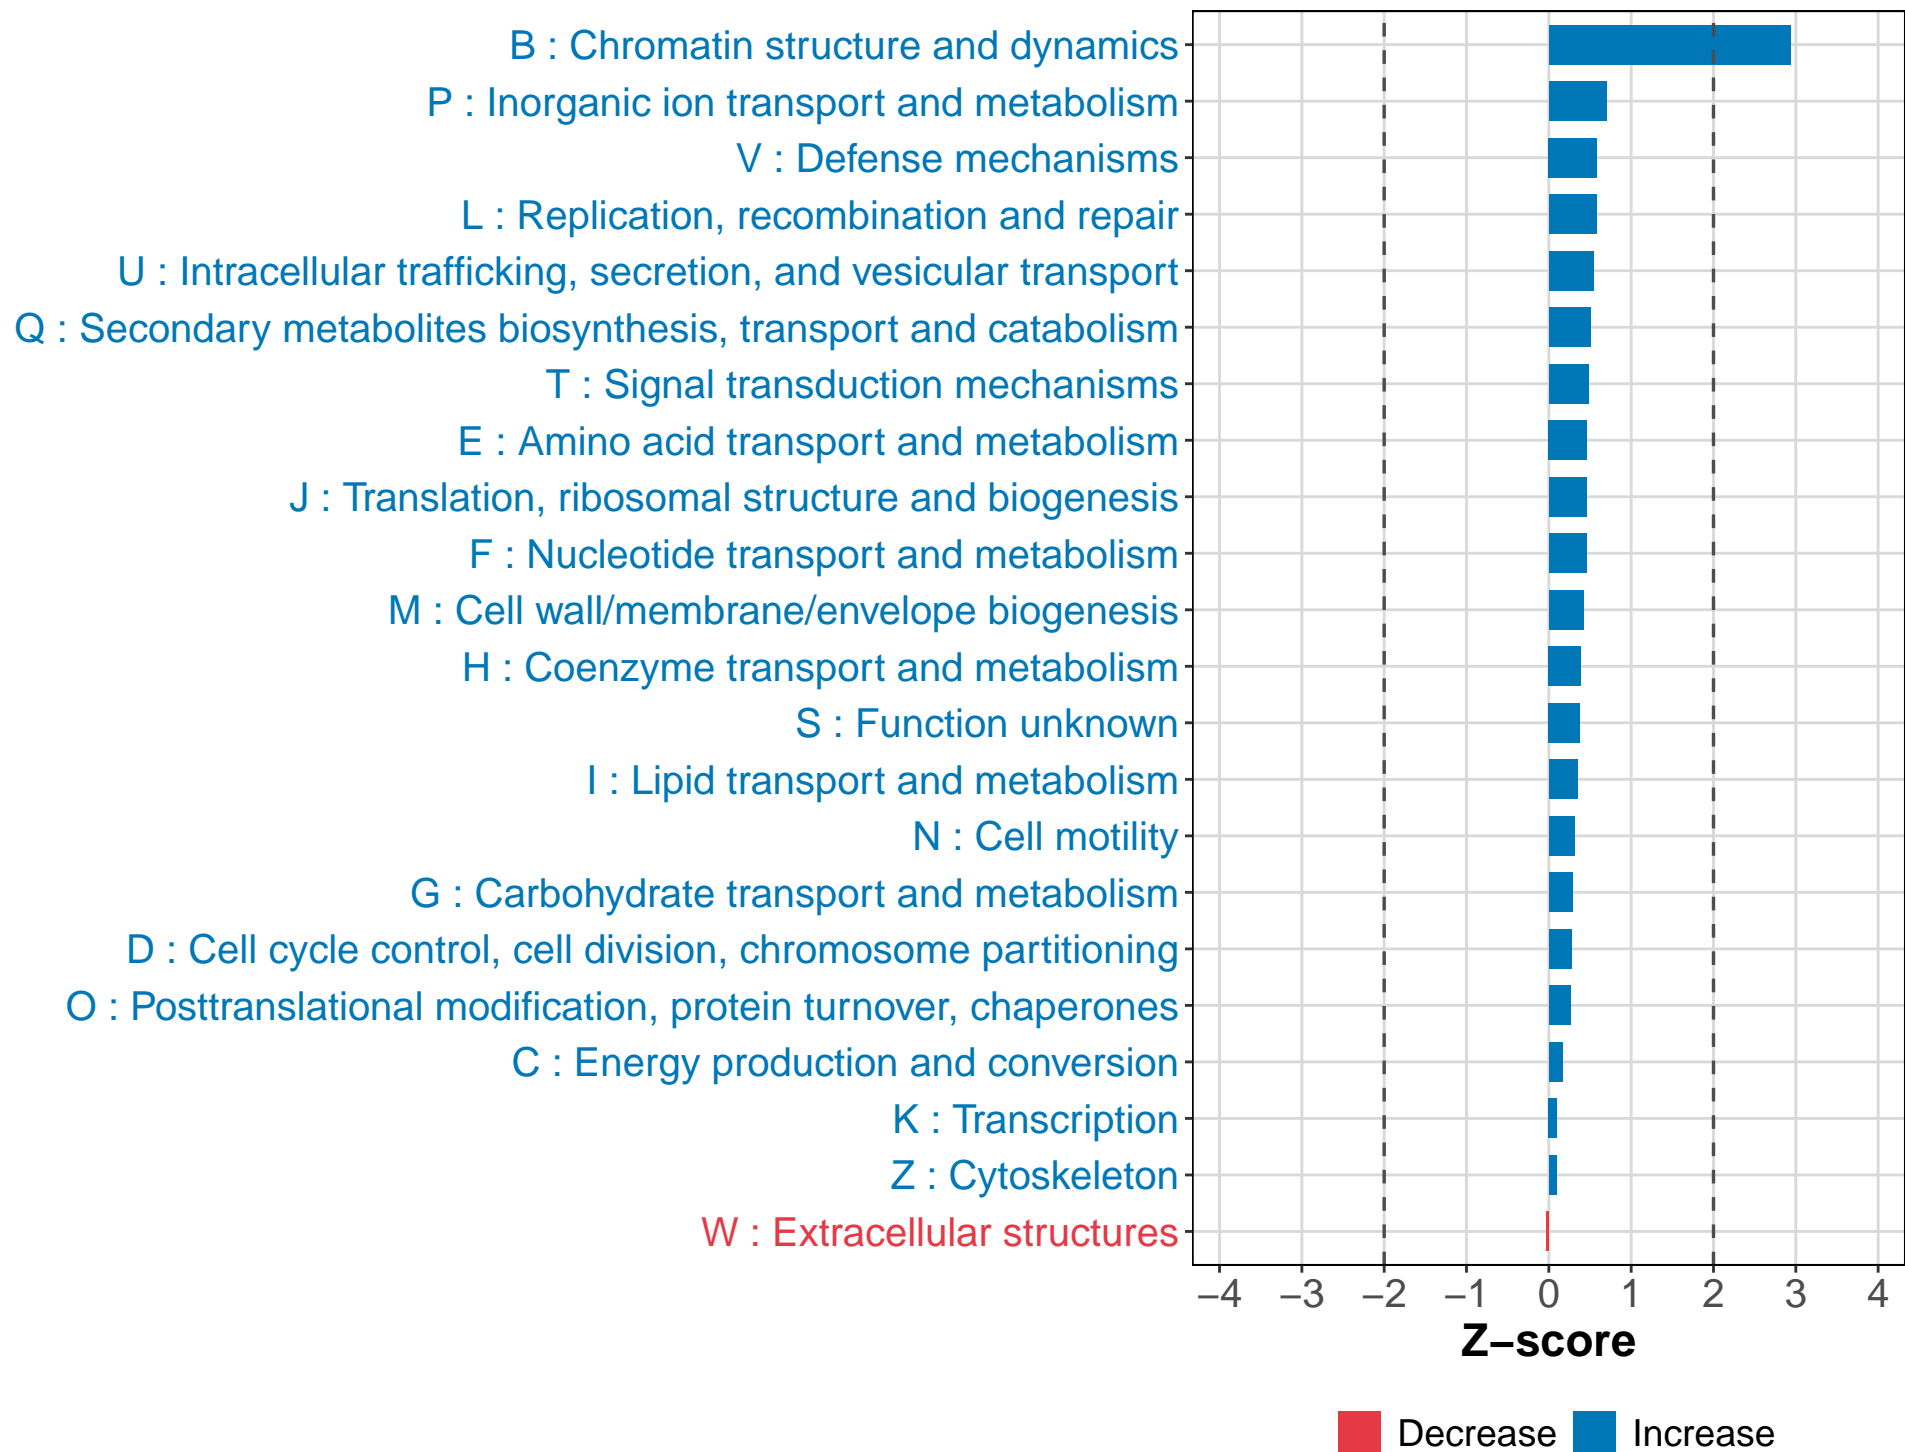 B : Chromatin structure and dynamics
P : Inorganic ion transport and metabolism
V : Defense mechanisms
L : Replication, recombination and repair
U : Intracellular trafficking, secretion, and vesicular transport
Q : Secondary metabolites biosynthesis, transport and catabolism
T : Signal transduction mechanisms
E : Amino acid transport and metabolism
J : Translation, ribosomal structure and biogenesis
F : Nucleotide transport and metabolism
M : Cell wall/membrane/envelope biogenesis
H : Coenzyme transport and metabolism
S : Function unknown
I : Lipid transport and metabolism
N : Cell motility
G : Carbohydrate transport and metabolism
D : Cell cycle control, cell division, chromosome partitioning
O : Posttranslational modification, protein turnover, chaperones
C : Energy production and conversion
K : Transcription
Z : Cytoskeleton
W : Extracellular structures
−4 −3 −2 −1 0 1 2 3 4
Z−score
Decrease Increase